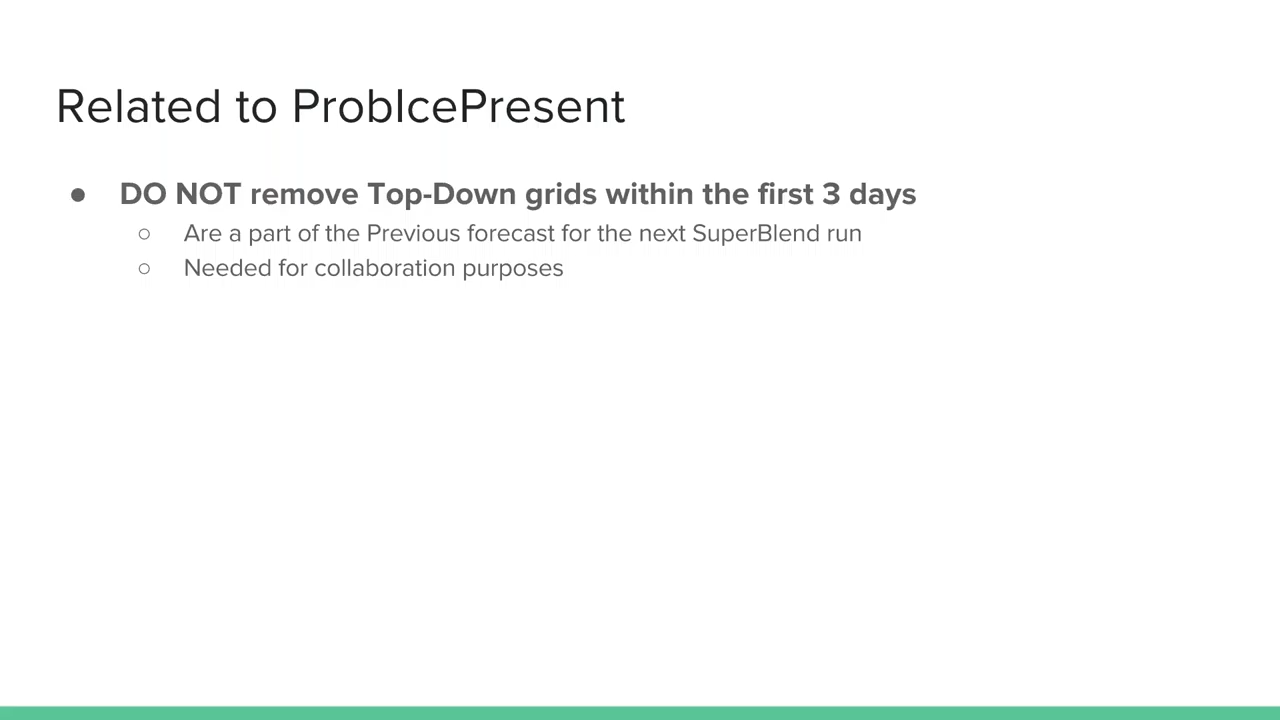 Related to ProbIcePresent
● DO NOT remove Top-Down grids within the first 3 days
○ Are a part of the Previous forecast for the next SuperBlend run
○ Needed for collaboration purposes